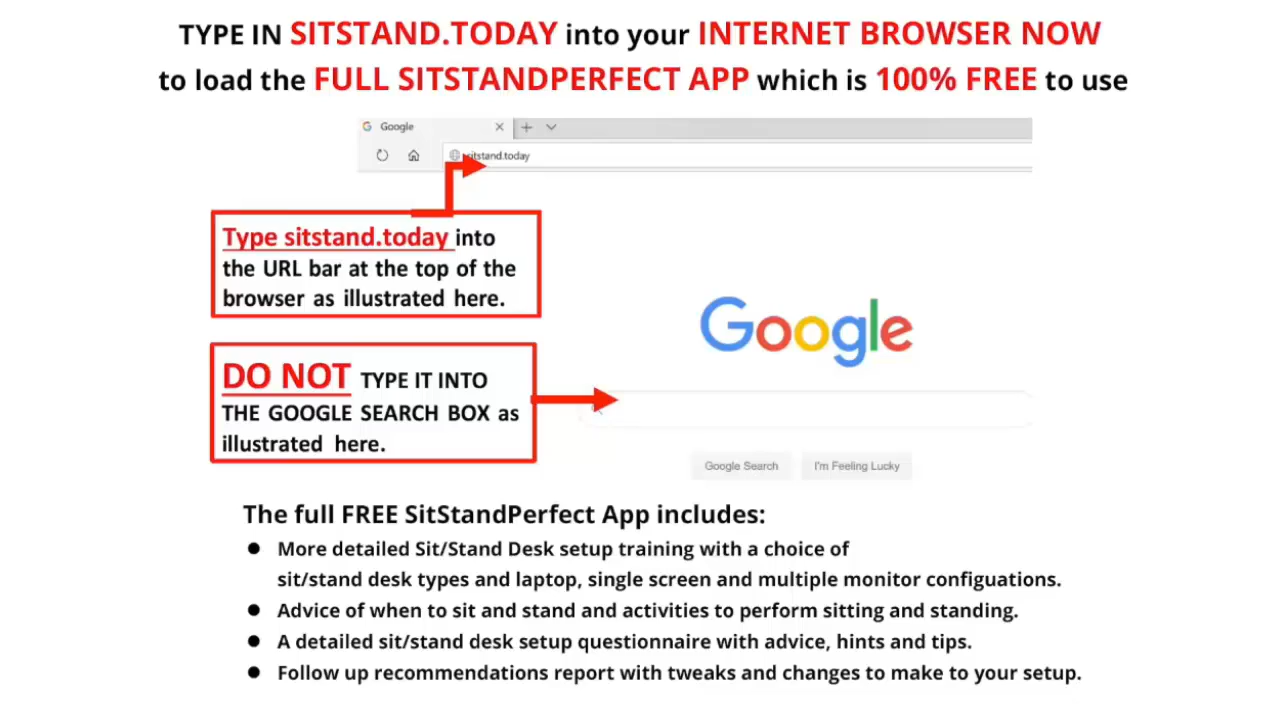 TYPE IN SITSTAND.TODAY into your INTERNET BROWSER NOW
to load the FULL SITSTANDPERFECT APP which is 100% FREE to use
Google
sitstand.today
Type sitstand.today into
the URL bar at the top of the
browser as illustrated here.
Google
DO NOT TYPE IT INTO
THE GOOGLE SEARCH BOX as
illustrated here.
Google Search
I'm Feeling Lucky
The full FREE SitStandPerfect App includes:
● More detailed Sit/Stand Desk setup training with a choice of
sit/stand desk types and laptop, single screen and multiple monitor configuations.
● Advice of when to sit and stand and activities to perform sitting and standing.
● A detailed sit/stand desk setup questionnaire with advice, hints and tips.
● Follow up recommendations report with tweaks and changes to make to your setup.